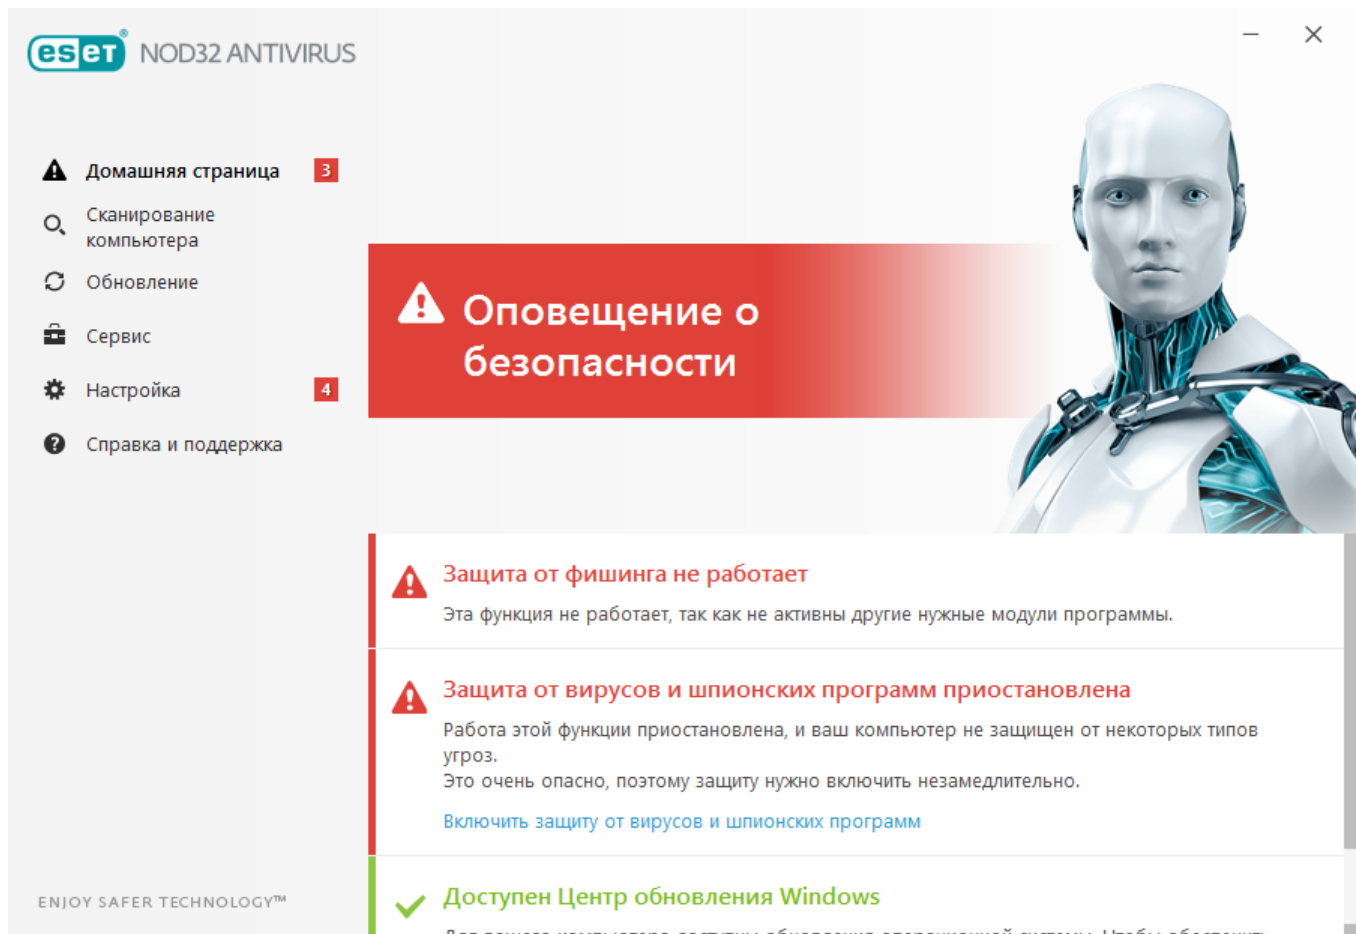 eset® NOD32 ANTIVIRUS
Домашняя страница 3
Сканирование
компьютера
Обновление
Сервис
Настройка 4
Справка и поддержка
ENJOY SAFER TECHNOLOGY™
Оповещение о
безопасности
Защита от фишинга не работает
Эта функция не работает, так как не активны другие нужные модули программы.
Защита от вирусов и шпионских программ приостановлена
Работа этой функции приостановлена, и ваш компьютер не защищен от некоторых типов
угроз.
Это очень опасно, поэтому защиту нужно включить незамедлительно.
Включить защиту от вирусов и шпионских программ
Доступен Центр обновления Windows